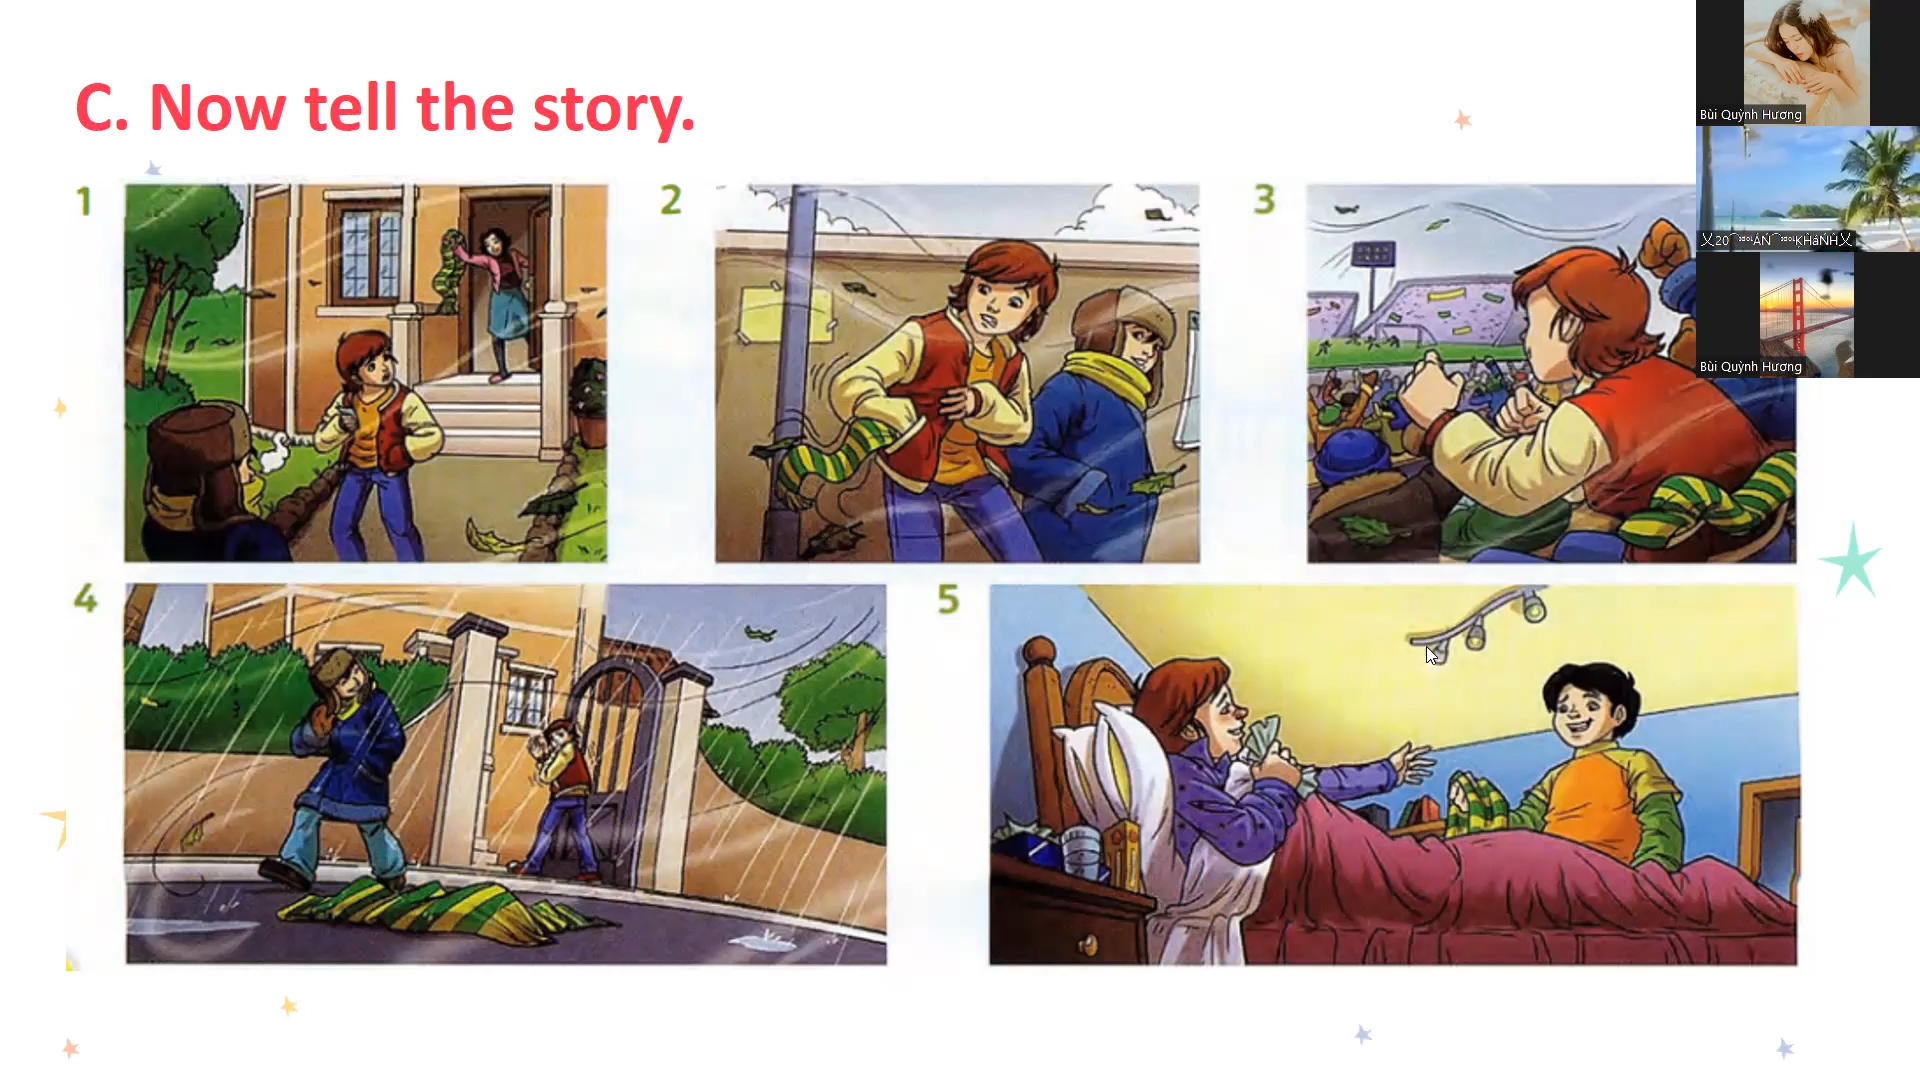 C. Now tell the story.
1
2
3
4
5
Bùi Quỳnh Hương
Bùi Quỳnh Hương